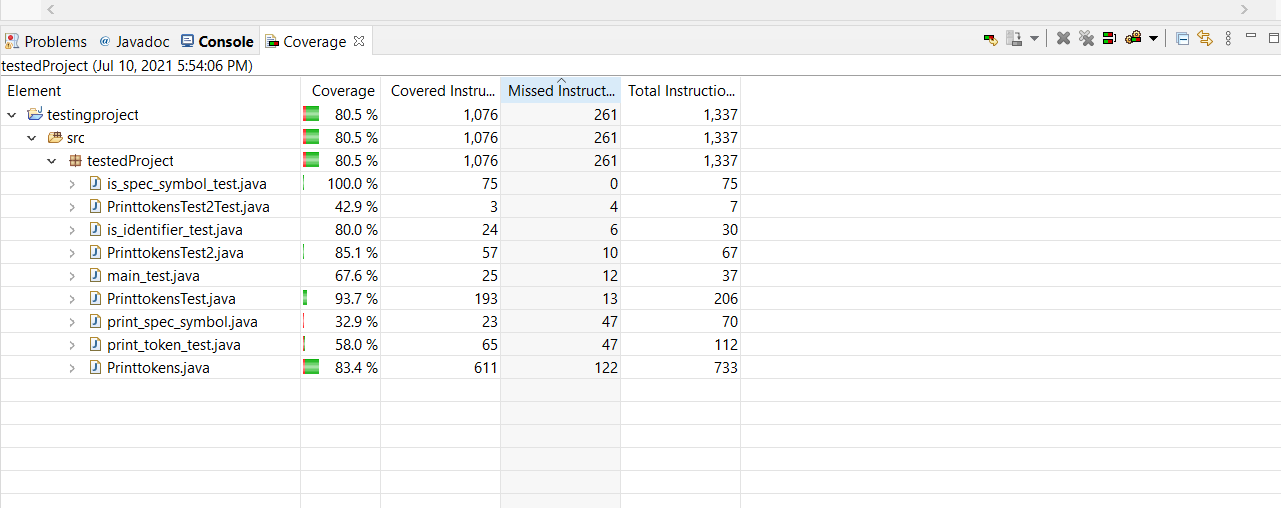 Problems @ Javadoc Console Coverage
testedProject (Jul 10, 2021 5:54:06 PM)
Element Coverage Covered Instru... Missed Instruct... Total Instructio...
testingproject 80.5 % 1,076 261 1,337
src 80.5 % 1,076 261 1,337
testedProject 80.5 % 1,076 261 1,337
is_spec_symbol_test.java 100.0 % 75 0 75
PrinttokensTest2Test.java 42.9 % 3 4 7
is_identifier_test.java 80.0 % 24 6 30
PrinttokensTest2.java 85.1 % 57 10 67
main_test.java 67.6 % 25 12 37
PrinttokensTest.java 93.7 % 193 13 206
print_spec_symbol.java 32.9 % 23 47 70
print_token_test.java 58.0 % 65 47 112
Printtokens.java 83.4 % 611 122 733